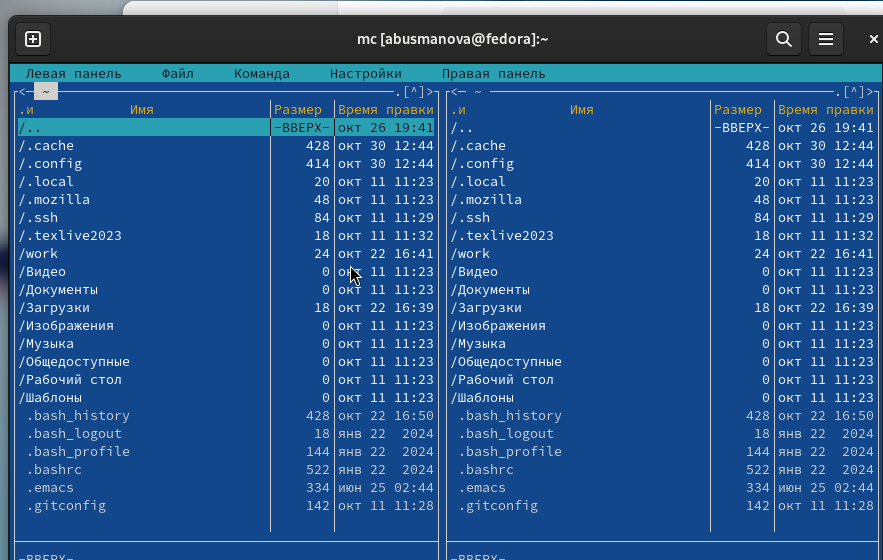 mc [abusmanova@fedora]:~
Левая панель Файл Команда Настройки Правая панель
<─ ~ .[^]> <─ ~ .[^]>
.и Имя Размер Время правки .и Имя Размер Время правки
/.. -ВВЕРХ- окт 26 19:41 /.. -ВВЕРХ- окт 26 19:41
/.cache 428 окт 30 12:44 /.cache 428 окт 30 12:44
/.config 414 окт 30 12:44 /.config 414 окт 30 12:44
/.local 20 окт 11 11:23 /.local 20 окт 11 11:23
/.mozilla 48 окт 11 11:23 /.mozilla 48 окт 11 11:23
/.ssh 84 окт 11 11:29 /.ssh 84 окт 11 11:29
/.texlive2023 18 окт 11 11:32 /.texlive2023 18 окт 11 11:32
/work 24 окт 22 16:41 /work 24 окт 22 16:41
/Видео 0 окт 11 11:23 /Видео 0 окт 11 11:23
/Документы 0 окт 11 11:23 /Документы 0 окт 11 11:23
/Загрузки 18 окт 22 16:39 /Загрузки 18 окт 22 16:39
/Изображения 0 окт 11 11:23 /Изображения 0 окт 11 11:23
/Музыка 0 окт 11 11:23 /Музыка 0 окт 11 11:23
/Общедоступные 0 окт 11 11:23 /Общедоступные 0 окт 11 11:23
/Рабочий стол 0 окт 11 11:23 /Рабочий стол 0 окт 11 11:23
/Шаблоны 0 окт 11 11:23 /Шаблоны 0 окт 11 11:23
.bash_history 428 окт 22 16:50 .bash_history 428 окт 22 16:50
.bash_logout 18 янв 22 2024 .bash_logout 18 янв 22 2024
.bash_profile 144 янв 22 2024 .bash_profile 144 янв 22 2024
.bashrc 522 янв 22 2024 .bashrc 522 янв 22 2024
.emacs 334 июн 25 02:44 .emacs 334 июн 25 02:44
.gitconfig 142 окт 11 11:28 .gitconfig 142 окт 11 11:28
-ВВЕРХ- -ВВЕРХ-